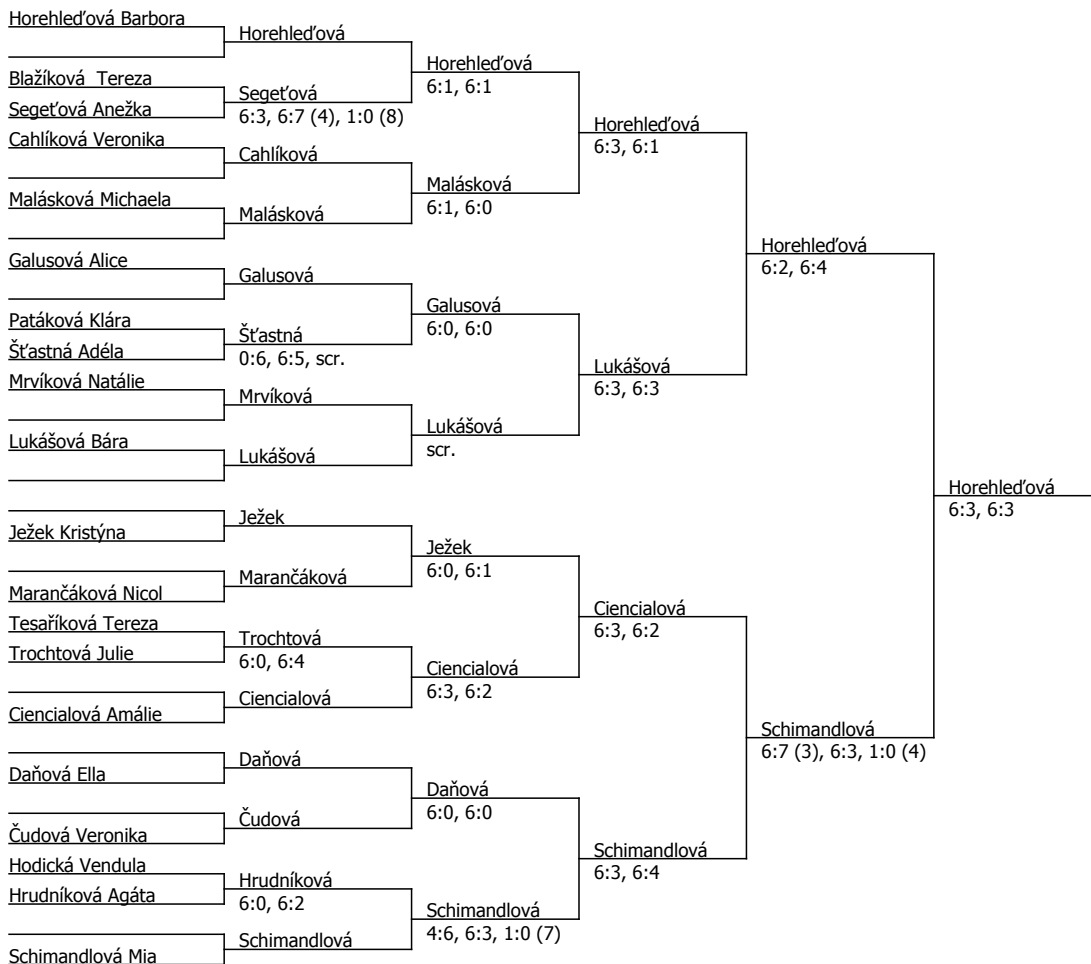 Horehleďová Barbora
Horehleďová
Horehleďová
6:1, 6:1
Blažíková  Tereza
Segeťová Anežka
Segeťová
6:3, 6:7 (4), 1:0 (8)
Horehleďová
6:3, 6:1
Cahlíková Veronika
Cahlíková
Malásková
6:1, 6:0
Malásková Michaela
Malásková
Horehleďová
6:2, 6:4
Galusová Alice
Galusová
Galusová
6:0, 6:0
Patáková Klára
Šťastná Adéla
Šťastná
0:6, 6:5, scr.
Lukášová
6:3, 6:3
Mrvíková Natálie
Mrvíková
Lukášová
scr.
Lukášová Bára
Lukášová
Horehleďová
6:3, 6:3
Ježek Kristýna
Ježek
Ježek
6:0, 6:1
Marančáková Nicol
Marančáková
Ciencialová
6:3, 6:2
Tesaříková Tereza
Trochtová Julie
Trochtová
6:0, 6:4
Ciencialová
6:3, 6:2
Ciencialová Amálie
Ciencialová
Schimandlová
6:7 (3), 6:3, 1:0 (4)
Daňová Ella
Daňová
Daňová
6:0, 6:0
Čudová Veronika
Čudová
Schimandlová
6:3, 6:4
Hodická Vendula
Hrudníková Agáta
Hrudníková
6:0, 6:2
Schimandlová
4:6, 6:3, 1:0 (7)
Schimandlová Mia
Schimandlová